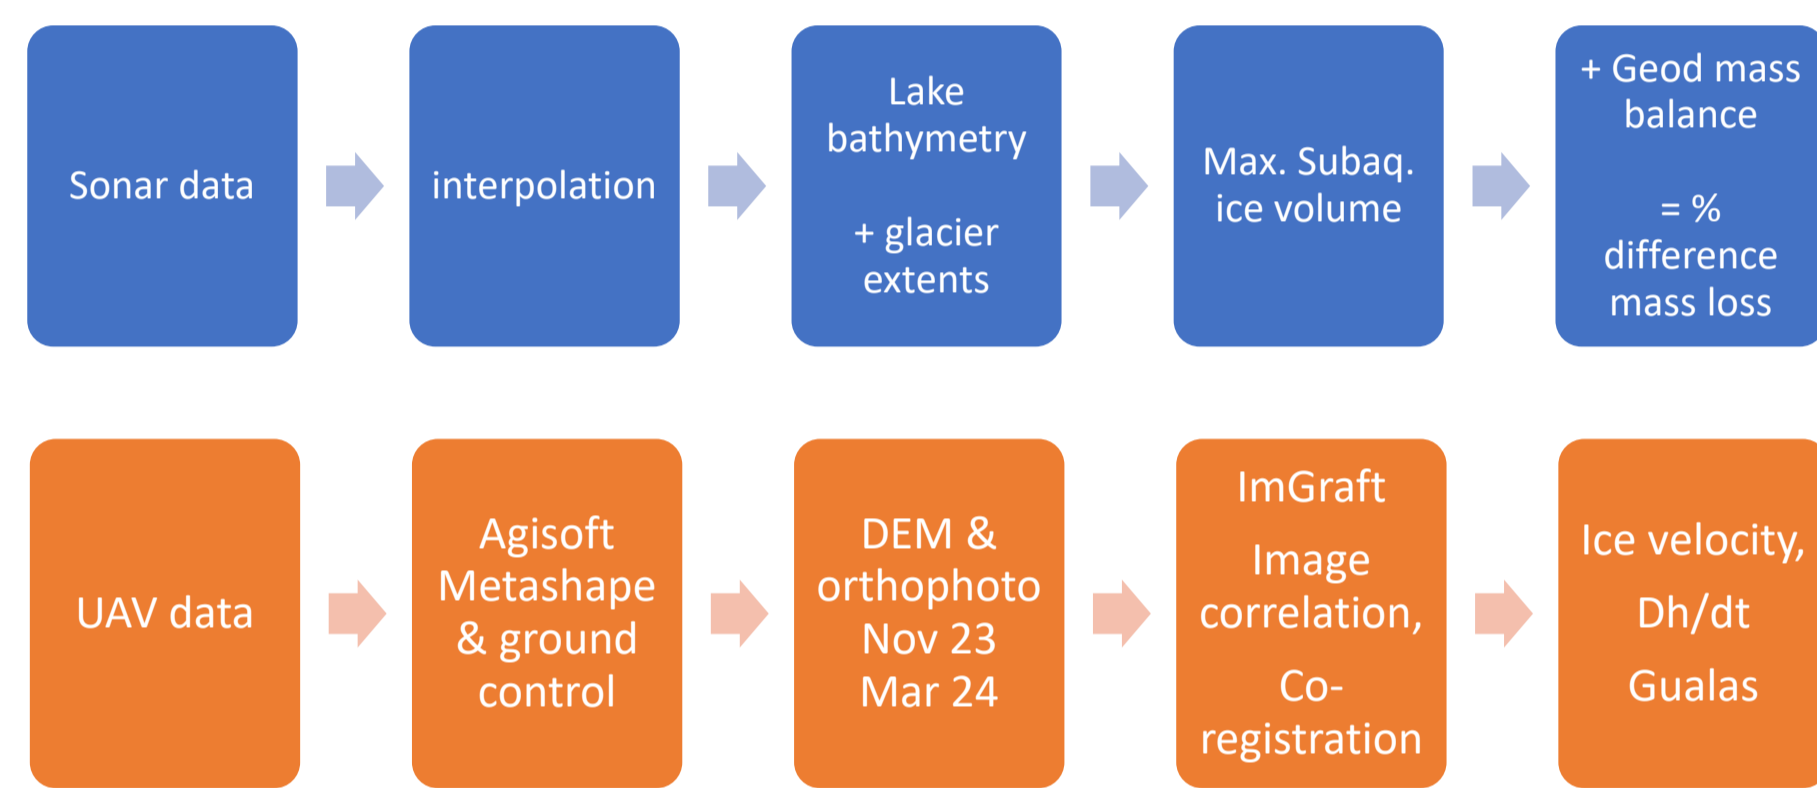 Sonar data
interpolation
Lake
bathymetry
+ glacier
extents
Max. Subaq.
ice volume
+ Geod mass
balance
= %
difference
mass loss
UAV data
Agisoft
Metashape
& ground
control
DEM &
orthophoto
Nov 23
Mar 24
ImGraft
Image
correlation,
Co-
registration
Ice velocity,
Dh/dt
Gualas